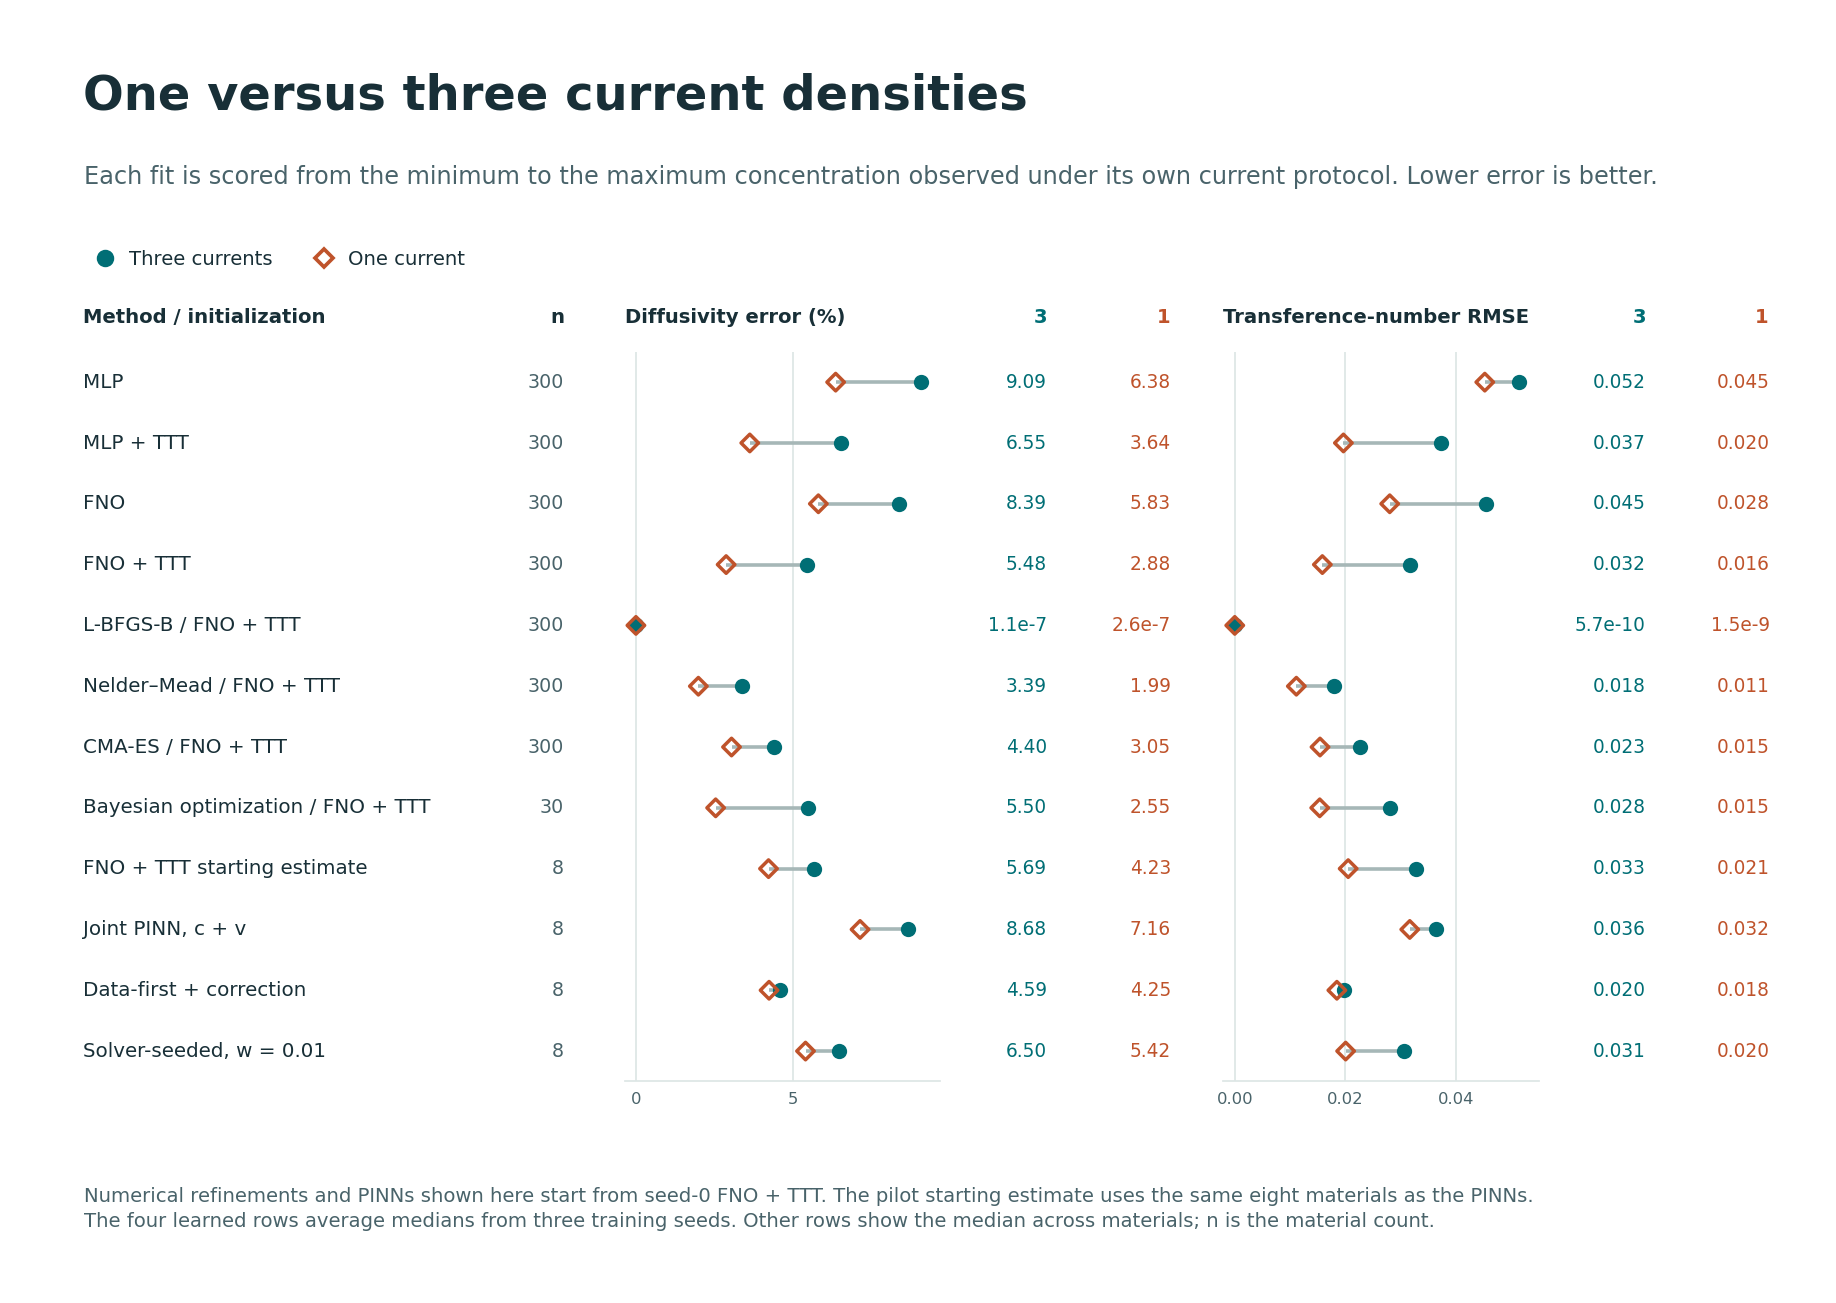 One versus three current densities
Each fit is scored from the minimum to the maximum concentration observed under its own current protocol. Lower error is better.
Three currents One current
Method / initialization n Diffusivity error (%) 3 1 Transference-number RMSE 3 1
MLP 300 9.09 6.38 0.052 0.045
MLP + TTT 300 6.55 3.64 0.037 0.020
FNO 300 8.39 5.83 0.045 0.028
FNO + TTT 300 5.48 2.88 0.032 0.016
L-BFGS-B / FNO + TTT 300 1.1e-7 2.6e-7 5.7e-10 1.5e-9
Nelder–Mead / FNO + TTT 300 3.39 1.99 0.018 0.011
CMA-ES / FNO + TTT 300 4.40 3.05 0.023 0.015
Bayesian optimization / FNO + TTT 30 5.50 2.55 0.028 0.015
FNO + TTT starting estimate 8 5.69 4.23 0.033 0.021
Joint PINN, c + v 8 8.68 7.16 0.036 0.032
Data-first + correction 8 4.59 4.25 0.020 0.018
Solver-seeded, w = 0.01 8 6.50 5.42 0.031 0.020
0 5 0.00 0.02 0.04
Numerical refinements and PINNs shown here start from seed-0 FNO + TTT. The pilot starting estimate uses the same eight materials as the PINNs.
The four learned rows average medians from three training seeds. Other rows show the median across materials; n is the material count.